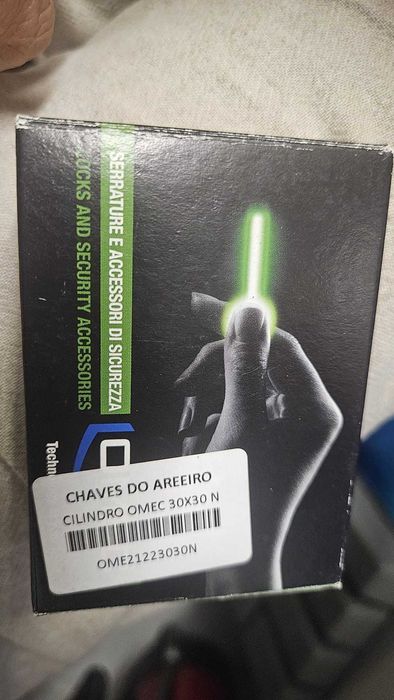 SERRATURE E ACCESSORI DI SICUREZZA
LOCKS AND SECURITY ACCESSORIES
CHAVES DO AREEIRO
CILINDRO OMEC 30X30 N
OME21223030N